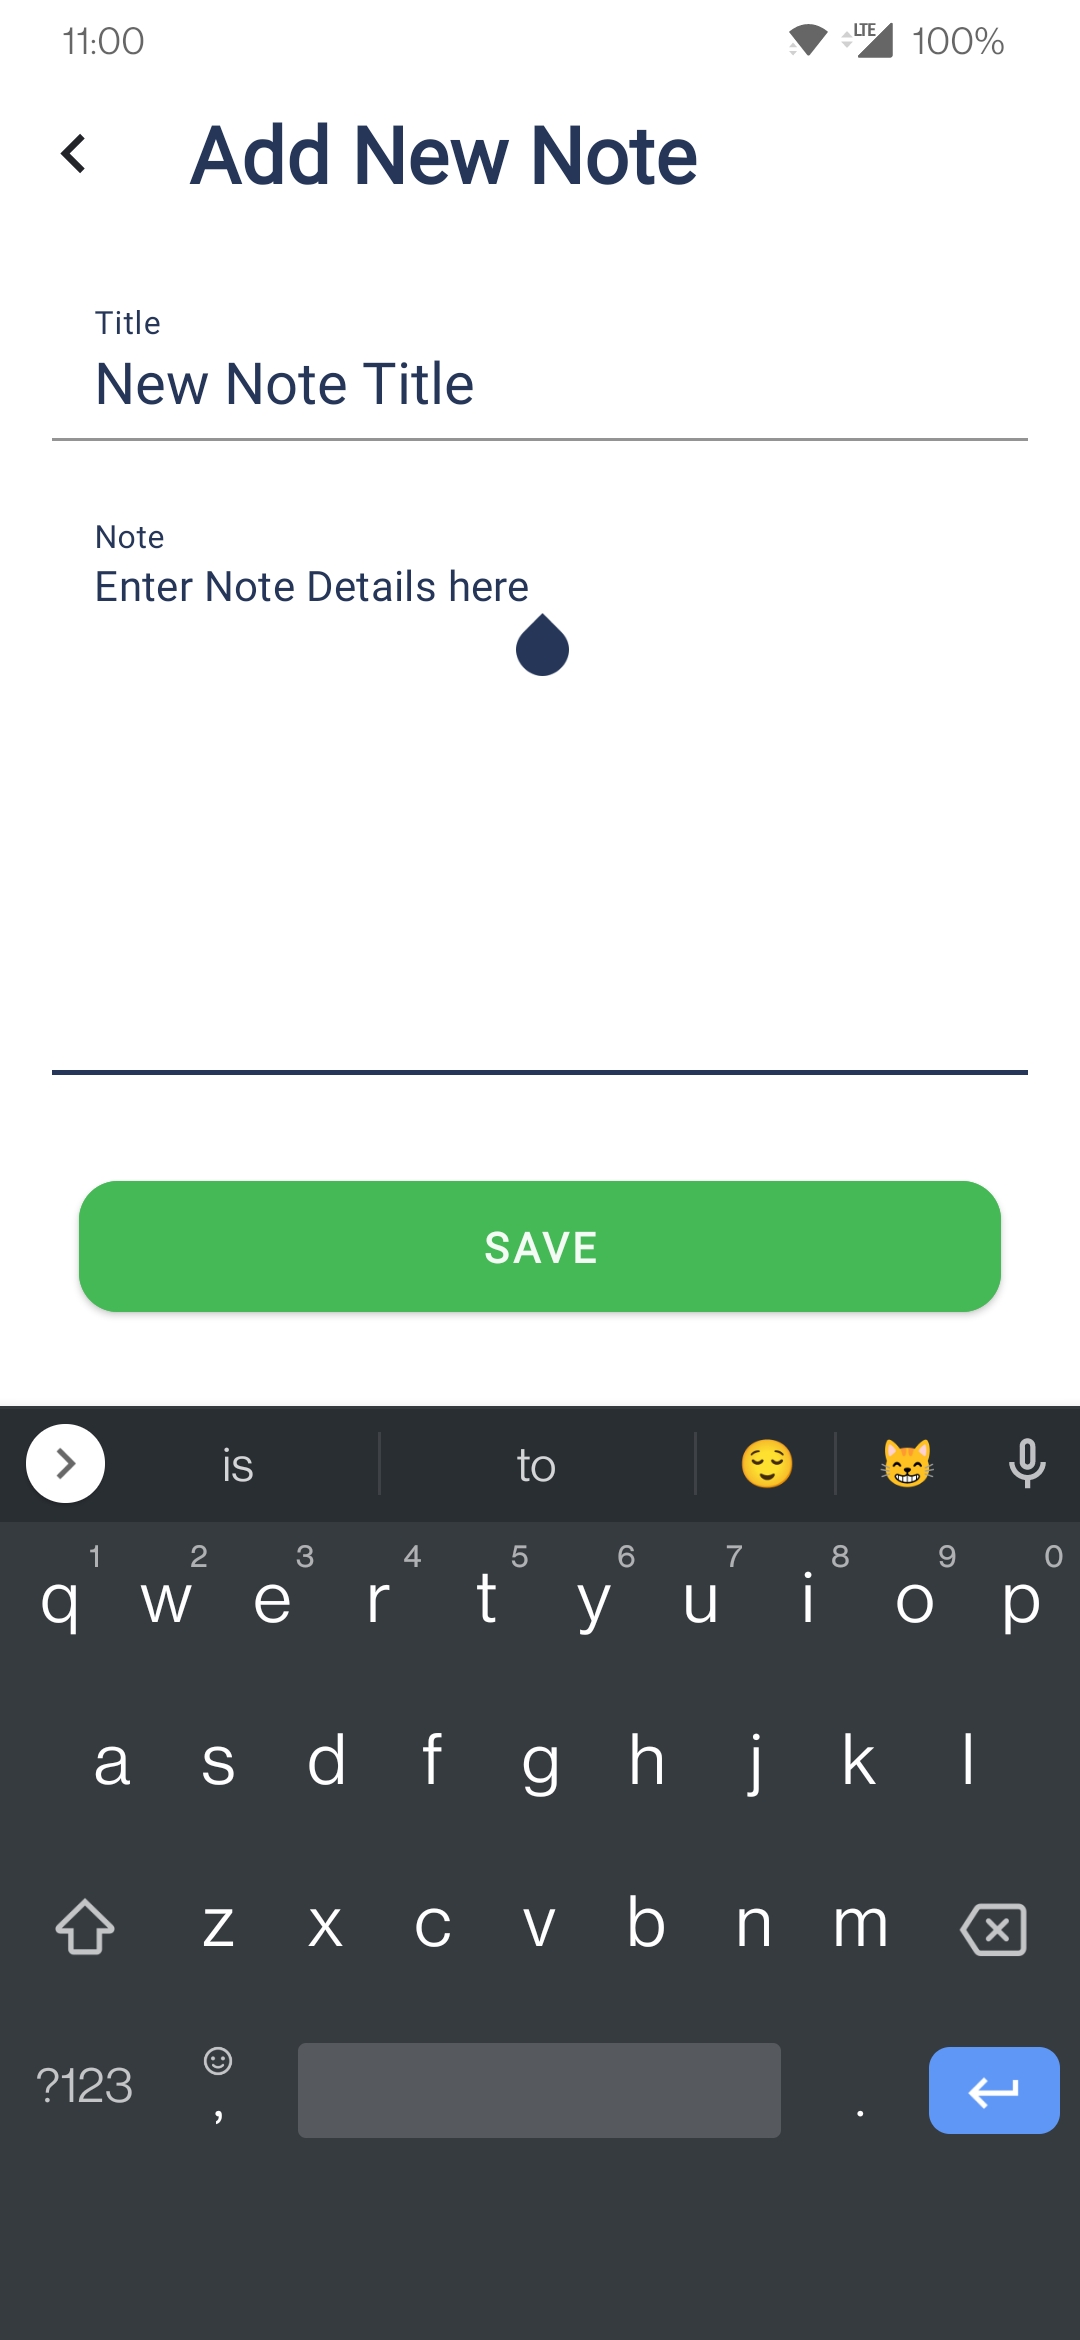 11:00 LTE 100%
Add New Note
Title
New Note Title
Note
Enter Note Details here
SAVE
is to
1 2 3 4 5 6 7 8 9 0
q w e r t y u i o p
a s d f g h j k l
z x c v b n m
?123 , .